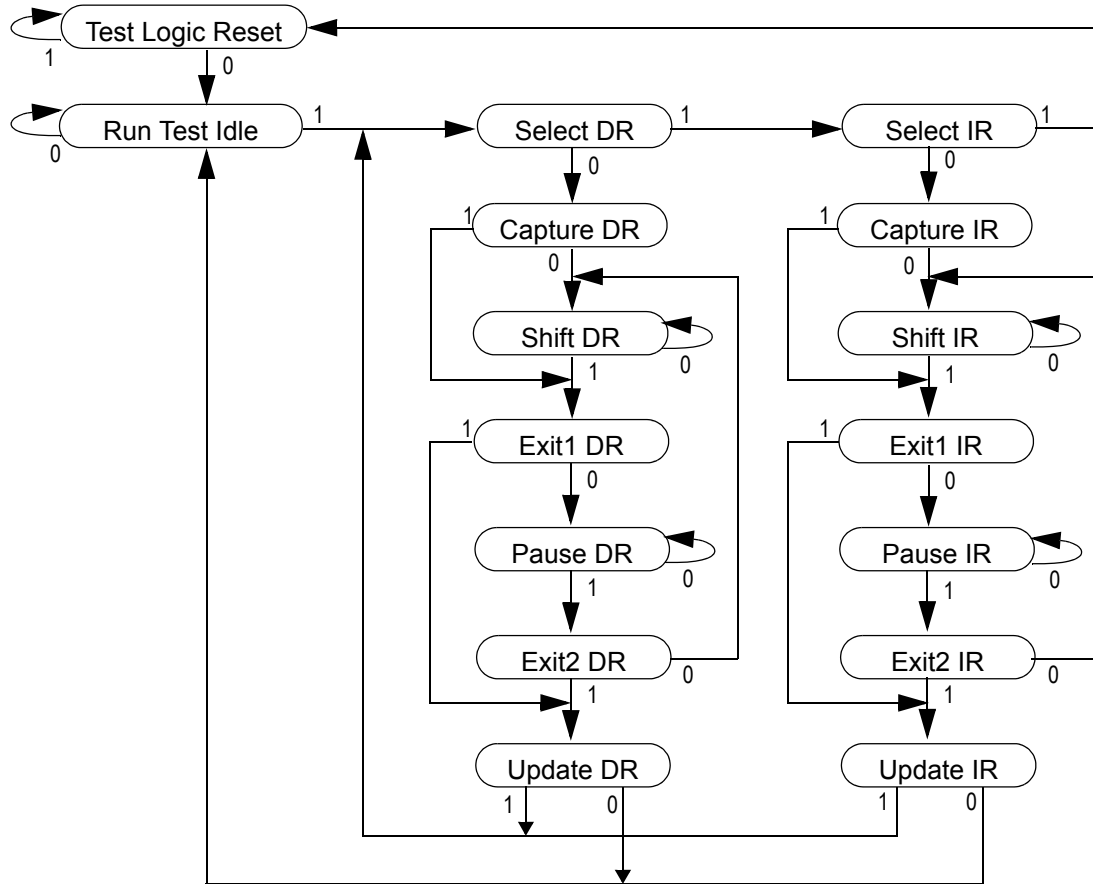 Test Logic Reset
1
0
Run Test Idle
0
1
Select DR
1
0
Select IR
1
0
1
Capture DR
0
1
Capture IR
0
Shift DR
0
1
Shift IR
0
1
1
Exit1 DR
0
1
Exit1 IR
0
Pause DR
0
1
Pause IR
0
1
Exit2 DR
0
1
Exit2 IR
0
1
Update DR
1
0
Update IR
1
0